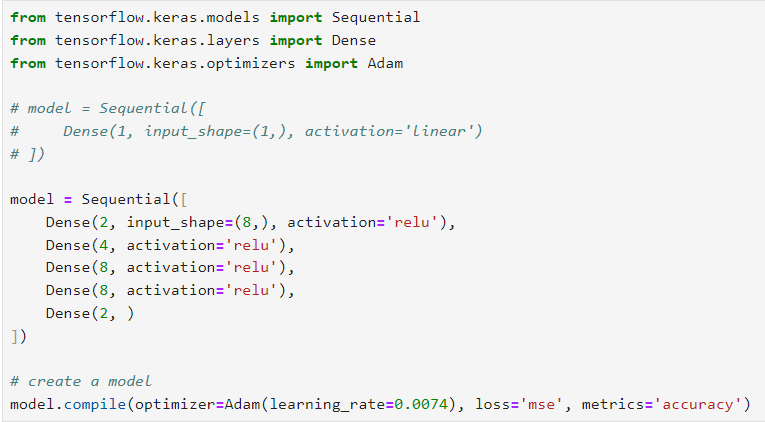 from tensorflow.keras.models import Sequential
from tensorflow.keras.layers import Dense
from tensorflow.keras.optimizers import Adam
# model = Sequential([
#     Dense(1, input_shape=(1,), activation='linear')
# ])
model = Sequential([
    Dense(2, input_shape=(8,), activation='relu'),
    Dense(4, activation='relu'),
    Dense(8, activation='relu'),
    Dense(8, activation='relu'),
    Dense(2, )
])
# create a model
model.compile(optimizer=Adam(learning_rate=0.0074), loss='mse', metrics='accuracy')